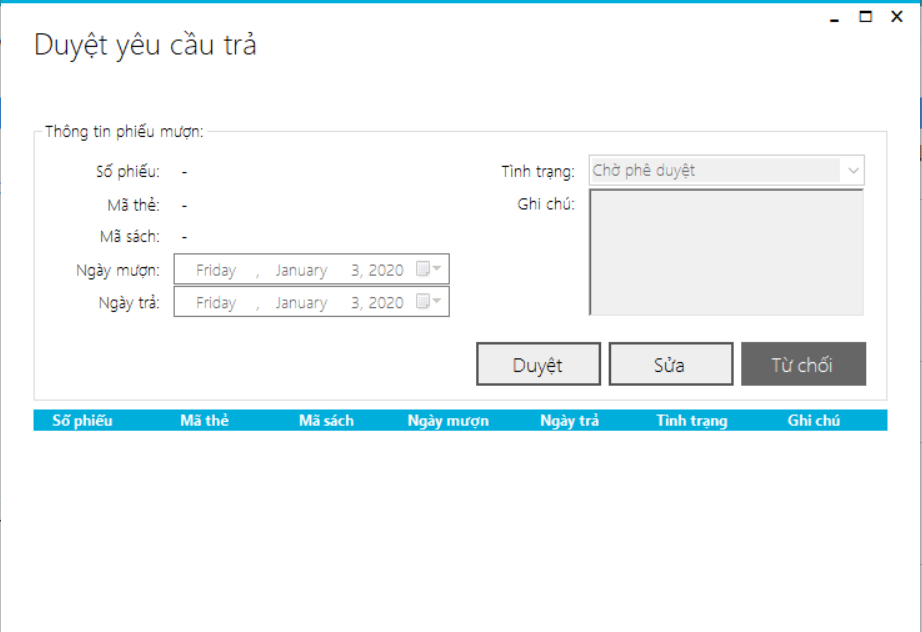 Duyệt yêu cầu trả
Thông tin phiếu mượn:
Số phiếu: -
Mã thẻ: -
Mã sách: -
Ngày mượn: Friday , January 3, 2020
Ngày trả: Friday , January 3, 2020
Tình trạng: Chờ phê duyệt
Ghi chú:
Duyệt Sửa Từ chối
Số phiếu Mã thẻ Mã sách Ngày mượn Ngày trả Tình trạng Ghi chú